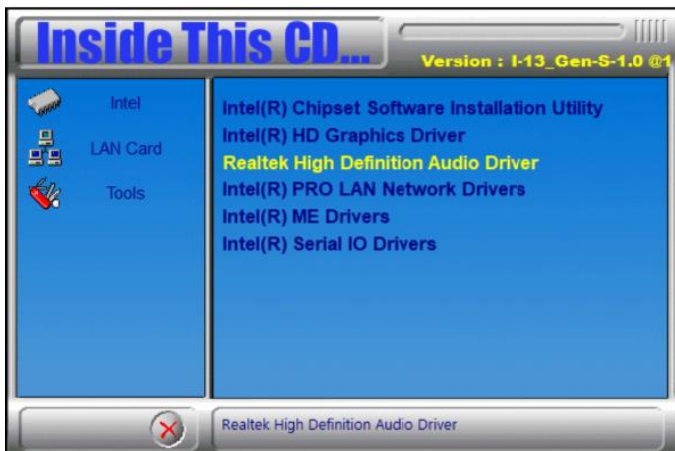 Inside This CD...
Version : I-13_Gen-S-1.0 @1
Intel
LAN Card
Tools
Intel(R) Chipset Software Installation Utility
Intel(R) HD Graphics Driver
Realtek High Definition Audio Driver
Intel(R) PRO LAN Network Drivers
Intel(R) ME Drivers
Intel(R) Serial IO Drivers
Realtek High Definition Audio Driver